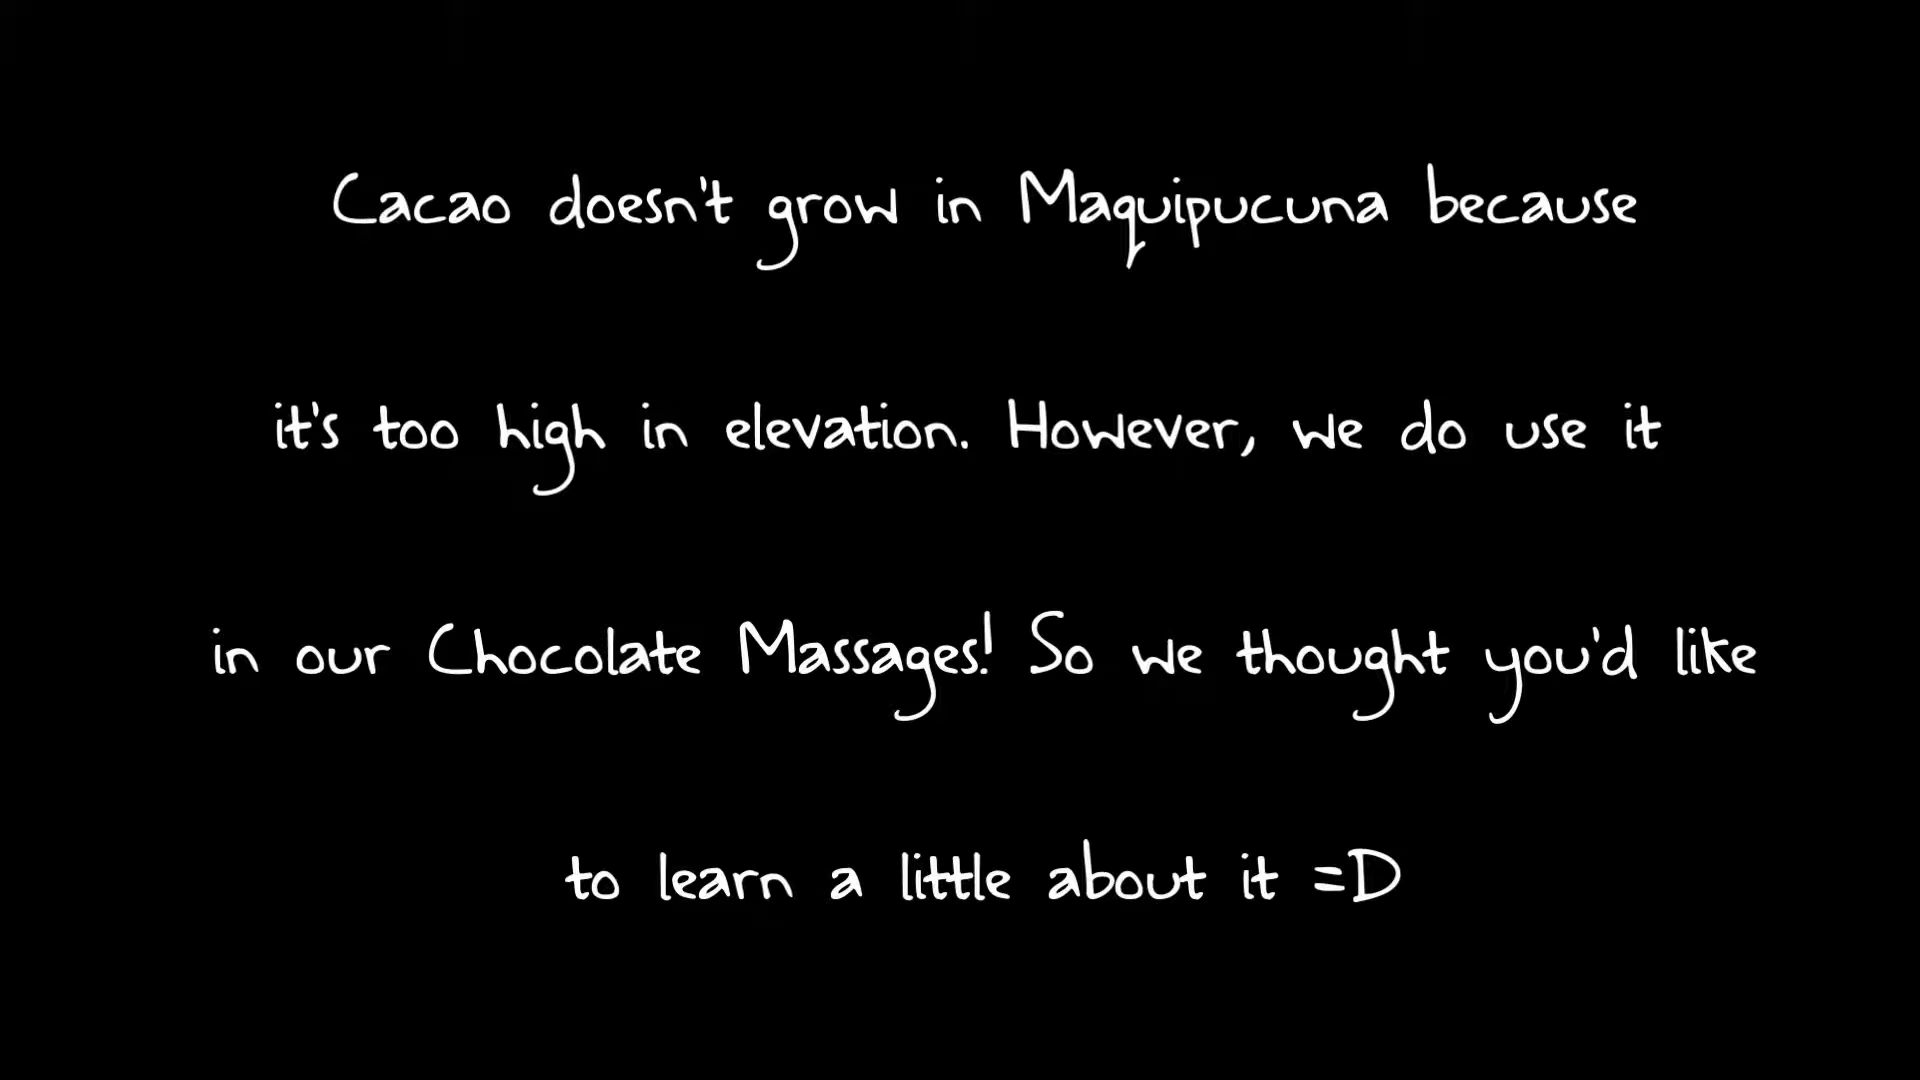 Cacao doesn't grow in Maquipucuna because
it's too high in elevation. However, we do use it
in our Chocolate Massages! So we thought you'd like
to learn a little about it =D